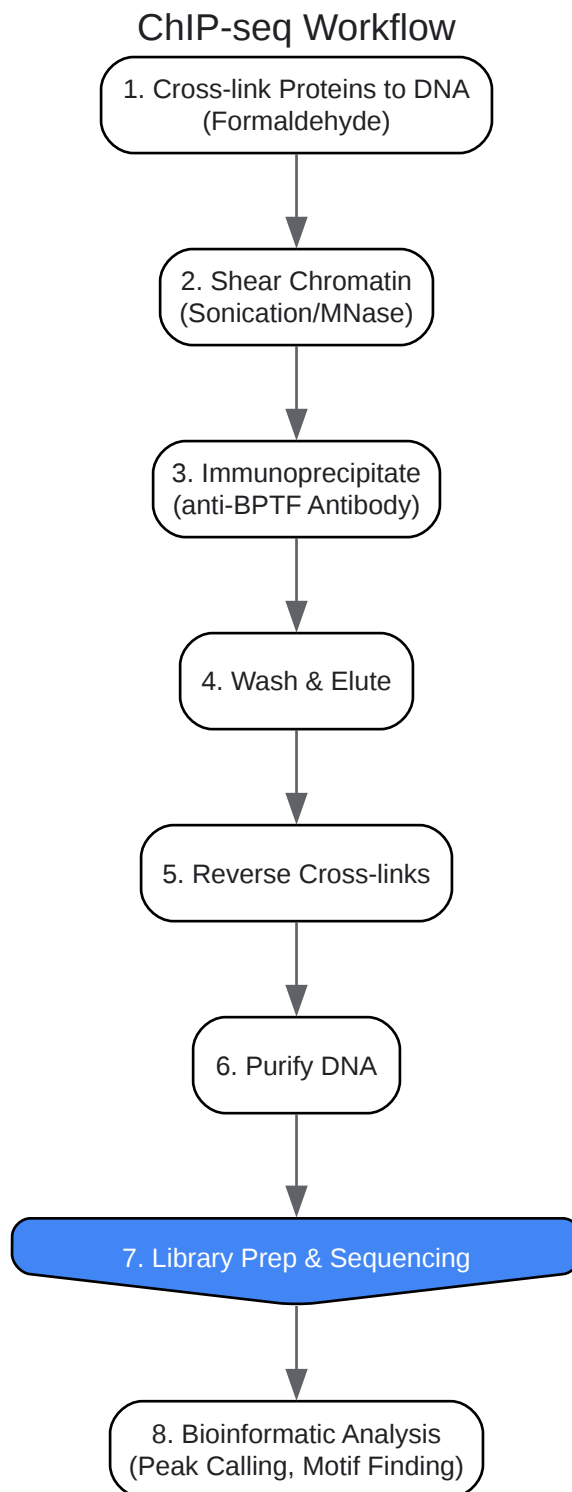 ChIP-seq Workflow
1. Cross-link Proteins to DNA
(Formaldehyde)
2. Shear Chromatin
(Sonication/MNase)
3. Immunoprecipitate
(anti-BPTF Antibody)
4. Wash & Elute
5. Reverse Cross-links
6. Purify DNA
7. Library Prep & Sequencing
8. Bioinformatic Analysis
(Peak Calling, Motif Finding)